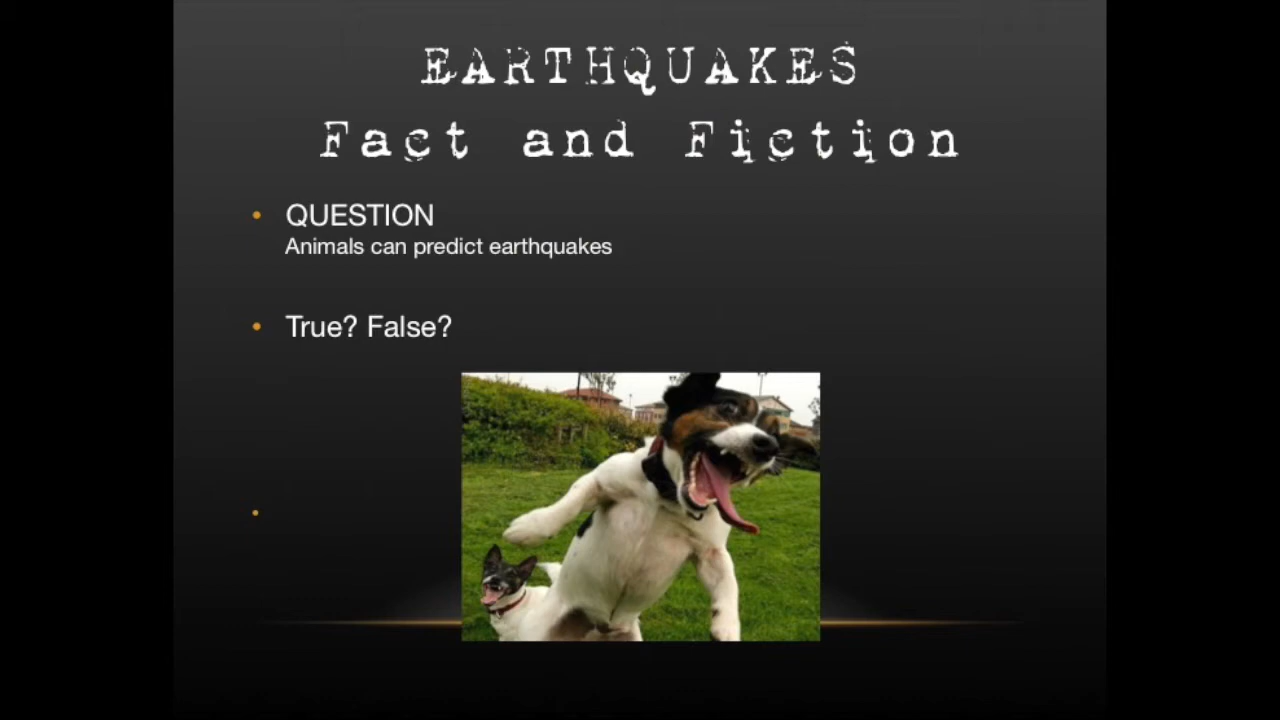 EARTHQUAKES
Fact and Fiction
QUESTION
Animals can predict earthquakes
True? False?